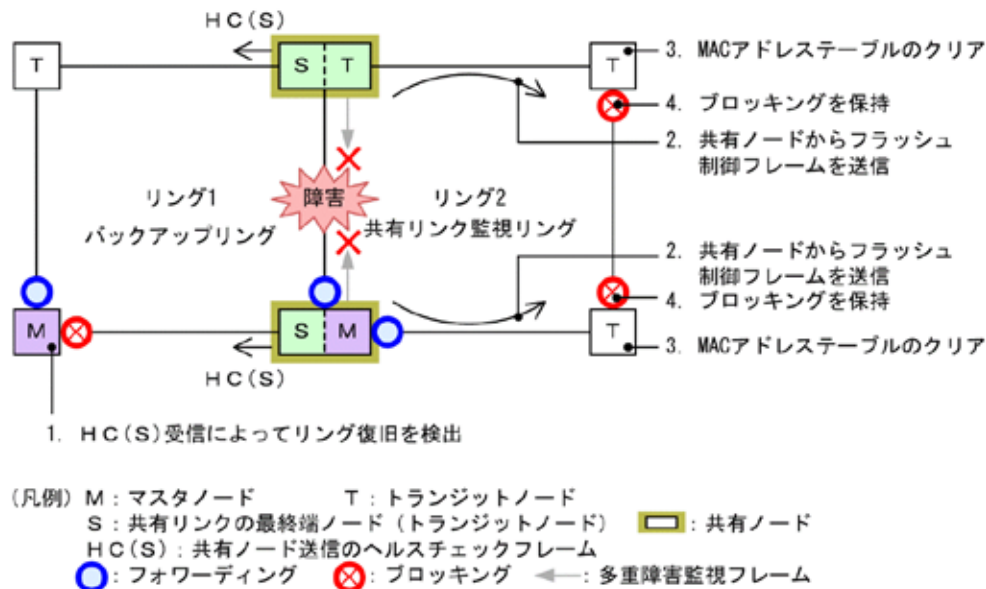 HC(S)
T
S
T
T
3. MACアドレステーブルのクリア
4. ブロッキングを保持
2. 共有ノードからフラッシュ
制御フレームを送信
障害
リング1
バックアップリング
リング2
共有リンク監視リング
2. 共有ノードからフラッシュ
制御フレームを送信
4. ブロッキングを保持
M
S
M
T
3. MACアドレステーブルのクリア
HC(S)
1. HC(S)受信によってリング復旧を検出
(凡例) M:マスタノード T:トランジットノード
S:共有リンクの最終端ノード(トランジットノード) :共有ノード
HC(S):共有ノード送信のヘルスチェックフレーム
:フォワーディング :ブロッキング :多重障害監視フレーム